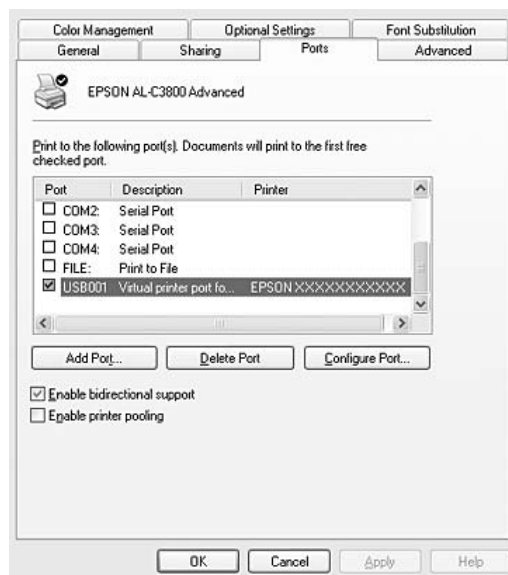 Color Management Optional Settings Font Substitution
General Sharing Ports Advanced
EPSON AL-C3800 Advanced
Print to the following port(s). Documents will print to the first free
checked port.
Port Description Printer
COM2: Serial Port
COM3: Serial Port
COM4: Serial Port
FILE: Print to File
USB001 Virtual printer port fo... EPSON XXXXXXXXXXX
Add Port... Delete Port Configure Port...
Enable bidirectional support
Enable printer pooling
OK Cancel Apply Help